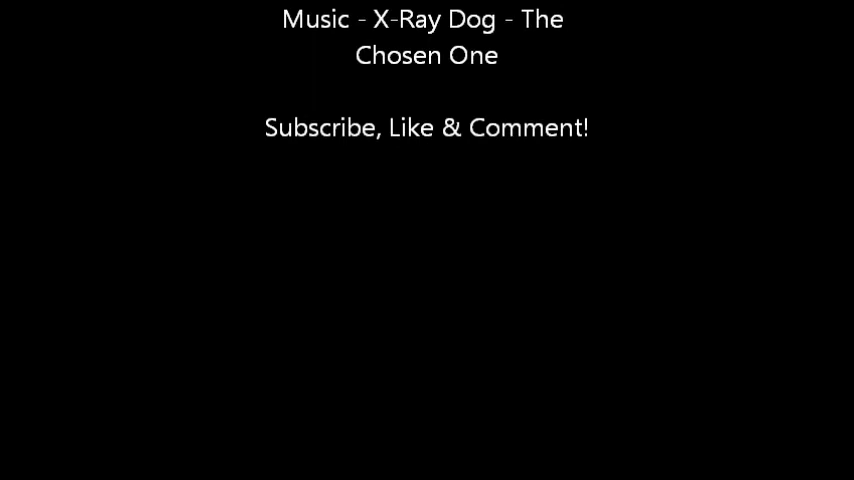 Music - X-Ray Dog - The
Chosen One
Subscribe, Like & Comment!